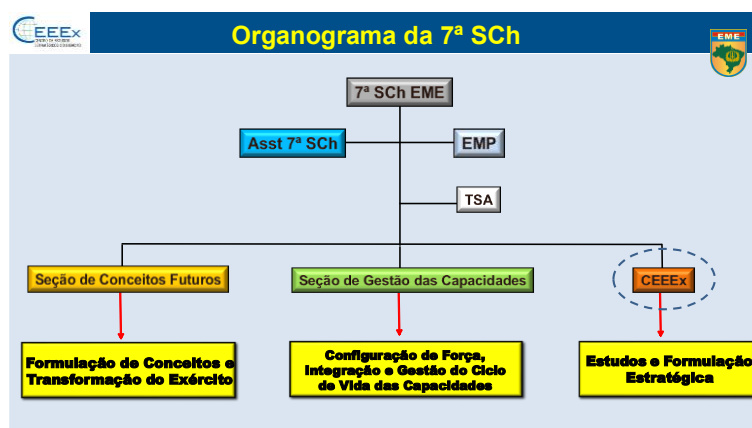 CEEEx
Organograma da 7ª SCh
EME
7ª SCh EME
Asst 7ª SCh
EMP
TSA
Seção de Conceitos Futuros
Seção de Gestão das Capacidades
CEEEx
Formulação de Conceitos e
Transformação do Exército
Configuração de Força,
Integração e Gestão do Ciclo
de Vida das Capacidades
Estudos e Formulação
Estratégica